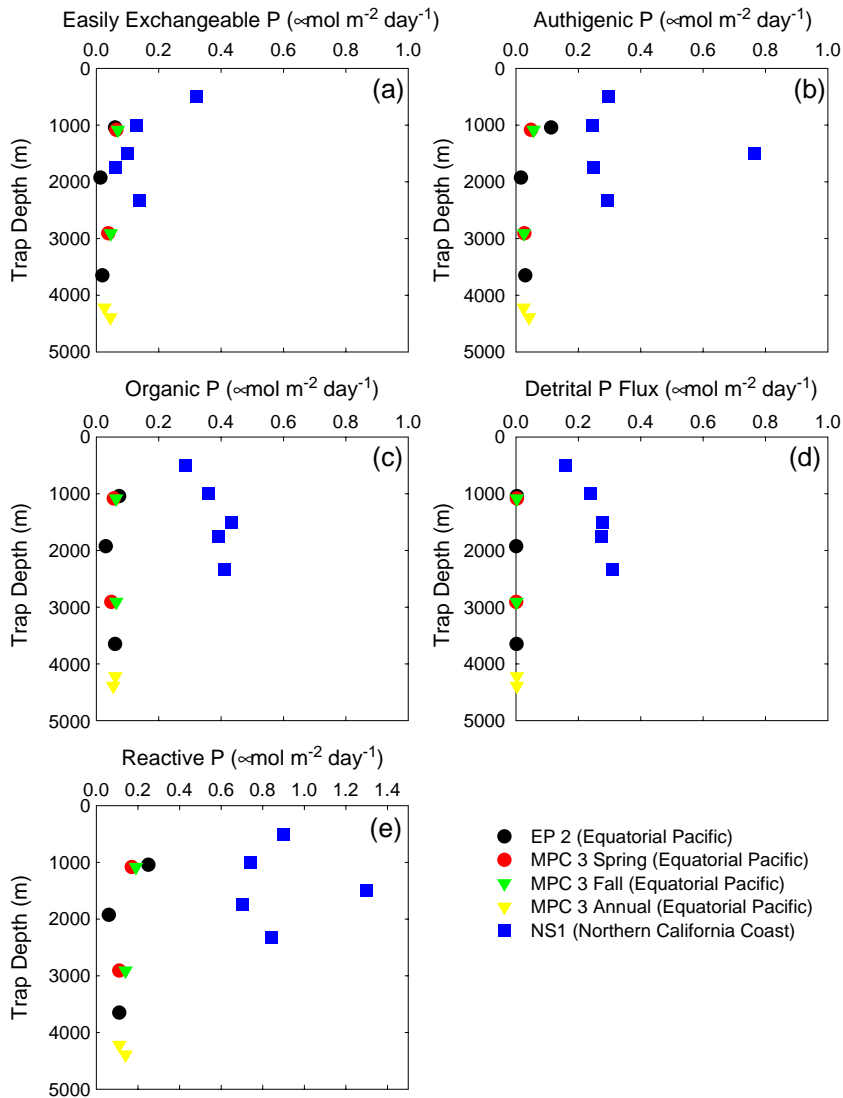 Easily Exchangeable P (∝mol m⁻² day⁻¹)
0.0 0.2 0.4 0.6 0.8 1.0
(a)
Trap Depth (m)
0
1000
2000
3000
4000
5000
Authigenic P (∝mol m⁻² day⁻¹)
0.0 0.2 0.4 0.6 0.8 1.0
(b)
Trap Depth (m)
0
1000
2000
3000
4000
5000
Organic P (∝mol m⁻² day⁻¹)
0.0 0.2 0.4 0.6 0.8 1.0
(c)
Trap Depth (m)
0
1000
2000
3000
4000
5000
Detrital P Flux (∝mol m⁻² day⁻¹)
0.0 0.2 0.4 0.6 0.8 1.0
(d)
Trap Depth (m)
0
1000
2000
3000
4000
5000
Reactive P (∝mol m⁻² day⁻¹)
0.0 0.2 0.4 0.6 0.8 1.0 1.2 1.4
(e)
Trap Depth (m)
0
1000
2000
3000
4000
5000
EP 2 (Equatorial Pacific)
MPC 3 Spring (Equatorial Pacific)
MPC 3 Fall (Equatorial Pacific)
MPC 3 Annual (Equatorial Pacific)
NS1 (Northern California Coast)